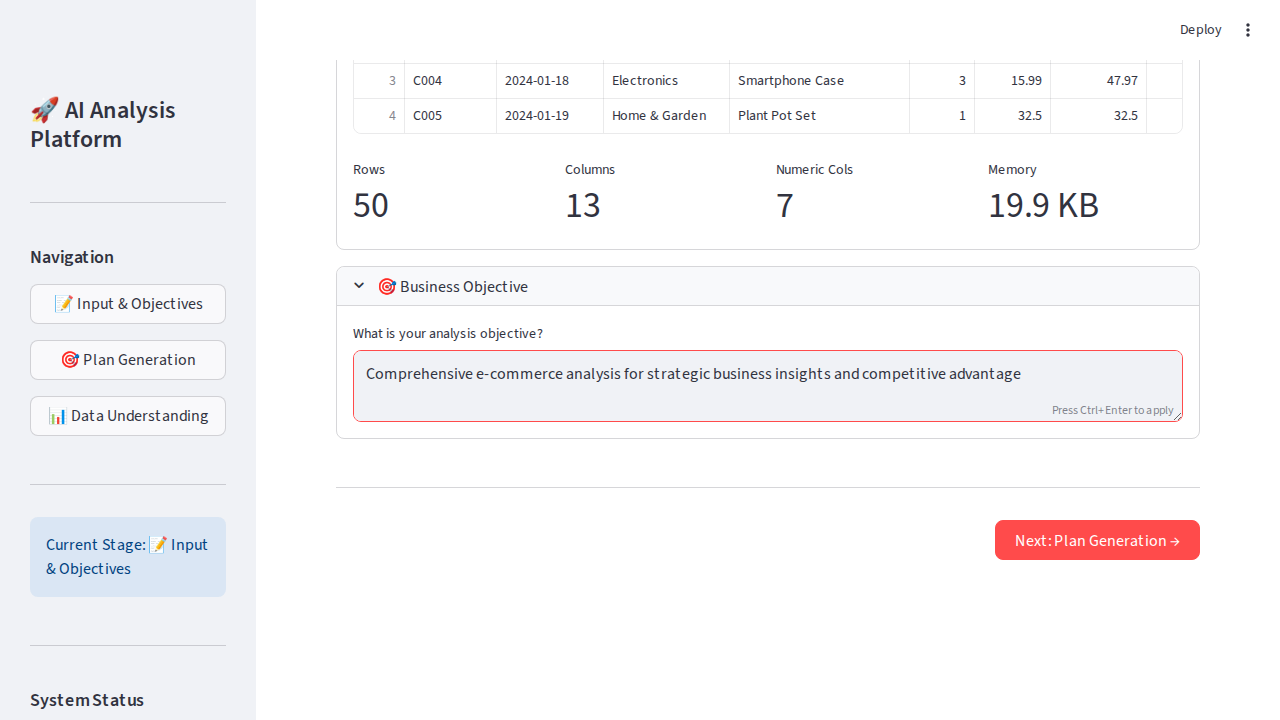 Deploy
🚀 AI Analysis
Platform
Navigation
📝 Input & Objectives
🎯 Plan Generation
📊 Data Understanding
Current Stage: 📝 Input
& Objectives
System Status
3 C004 2024-01-18 Electronics Smartphone Case 3 15.99 47.97
4 C005 2024-01-19 Home & Garden Plant Pot Set 1 32.5 32.5
Rows Columns Numeric Cols Memory
50 13 7 19.9 KB
🎯 Business Objective
What is your analysis objective?
Comprehensive e-commerce analysis for strategic business insights and competitive advantage
Press Ctrl+Enter to apply
Next: Plan Generation →